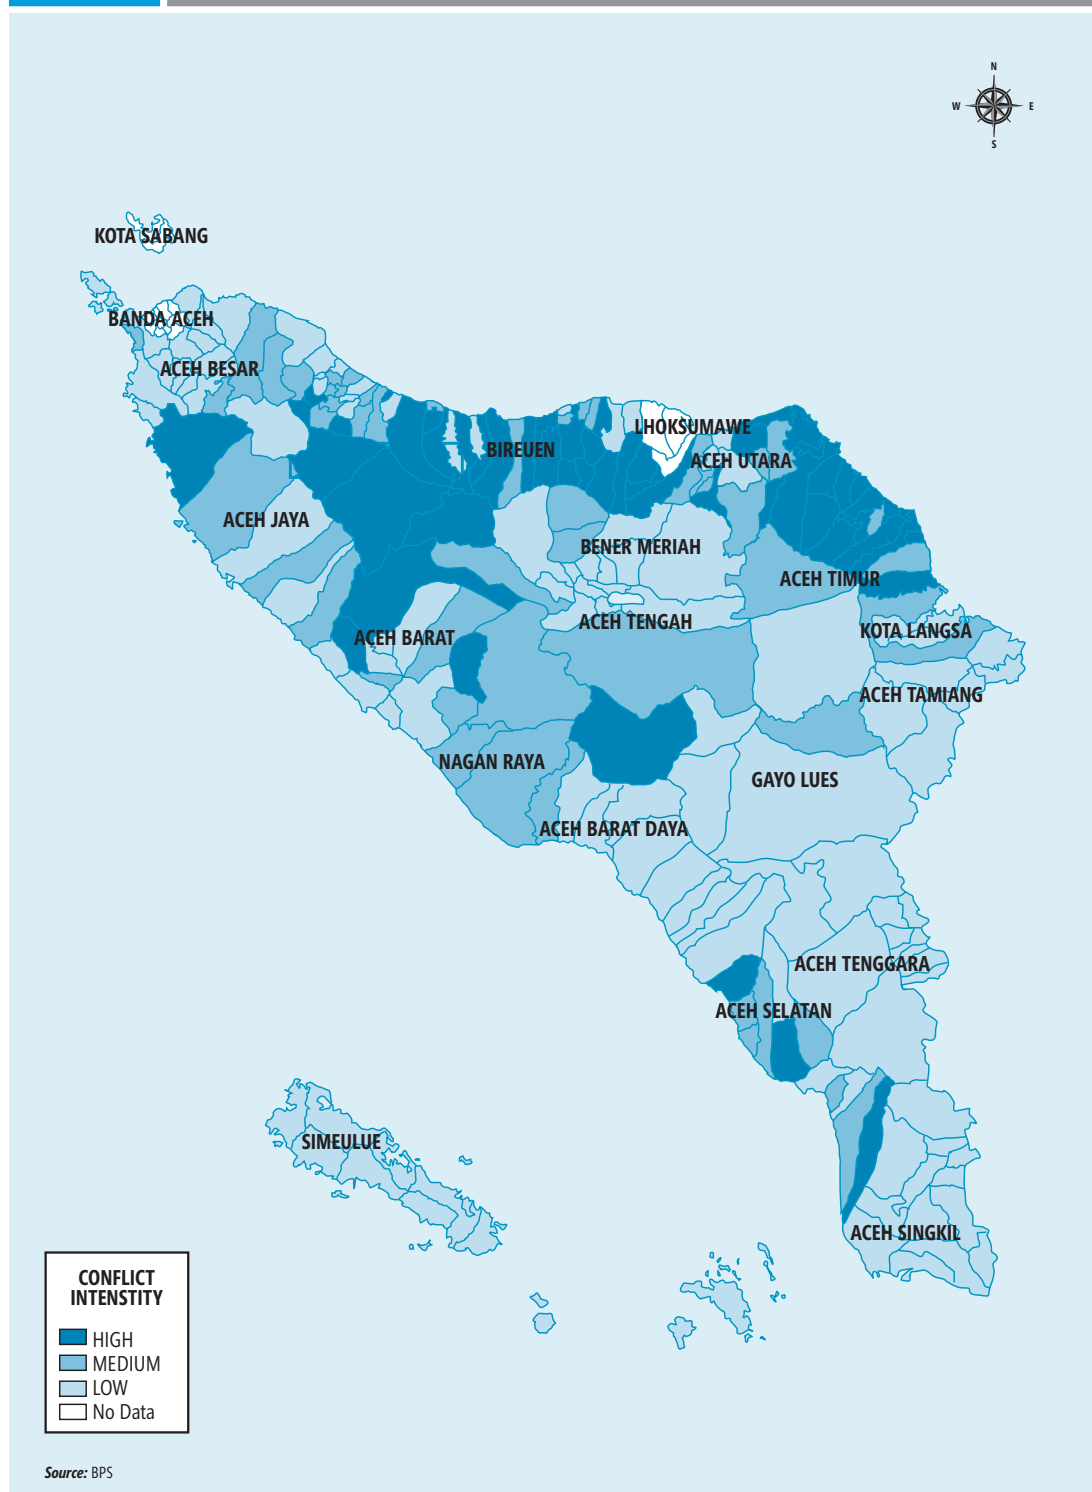 N
W E
S
KOTA SABANG
BANDA ACEH
ACEH BESAR
LHOKSUMAWE
BIREUEN
ACEH UTARA
ACEH JAYA
BENER MERIAH
ACEH TIMUR
ACEH TENGAH
KOTA LANGSA
ACEH BARAT
ACEH TAMIANG
NAGAN RAYA
GAYO LUES
ACEH BARAT DAYA
ACEH TENGGARA
ACEH SELATAN
SIMEULUE
ACEH SINGKIL
CONFLICT
INTENSTITY
HIGH
MEDIUM
LOW
No Data
Source: BPS